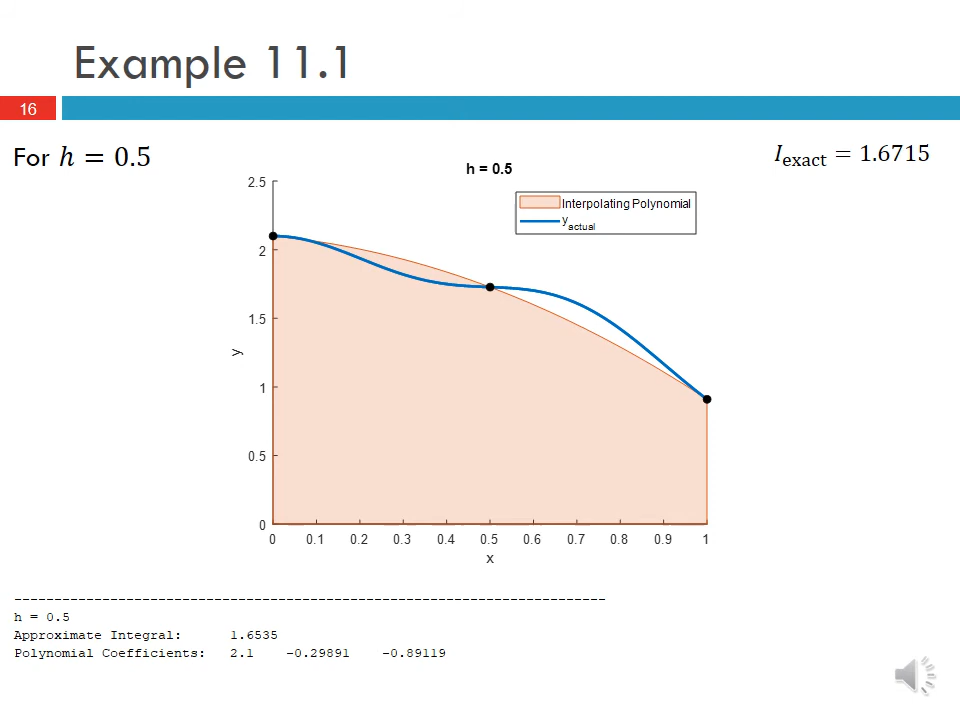 Example 11.1
16
For h = 0.5
I_exact = 1.6715
h = 0.5
Interpolating Polynomial
y_actual
2.5
2
1.5
1
0.5
0
y
0 0.1 0.2 0.3 0.4 0.5 0.6 0.7 0.8 0.9 1
x
--------------------------------------------------------------------------
h = 0.5
Approximate Integral: 1.6535
Polynomial Coefficients: 2.1 -0.29891 -0.89119